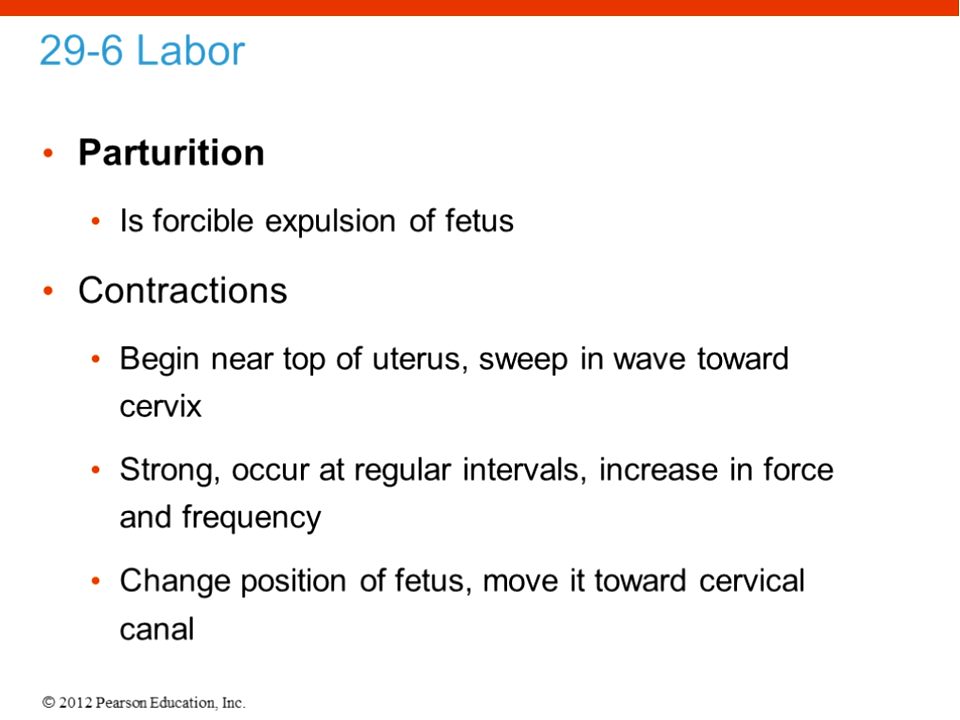 29-6 Labor
• Parturition
• Is forcible expulsion of fetus
• Contractions
• Begin near top of uterus, sweep in wave toward
cervix
• Strong, occur at regular intervals, increase in force
and frequency
• Change position of fetus, move it toward cervical
canal
© 2012 Pearson Education, Inc.